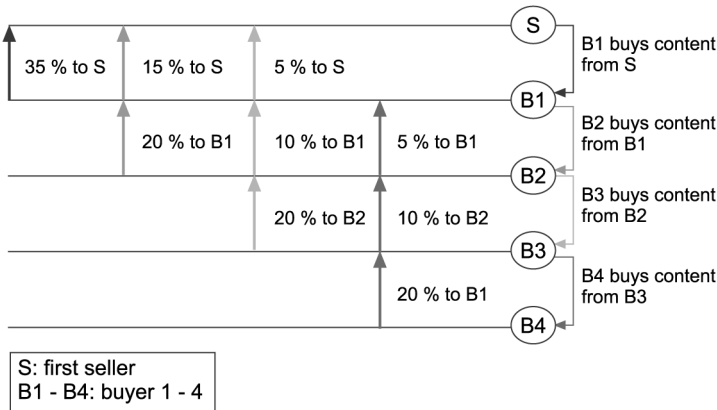 S
B1 buys content
from S
35 % to S
15 % to S
5 % to S
B1
B2 buys content
from B1
20 % to B1
10 % to B1
5 % to B1
B2
B3 buys content
from B2
20 % to B2
10 % to B2
B3
B4 buys content
from B3
20 % to B1
B4
S: first seller
B1 - B4: buyer 1 - 4